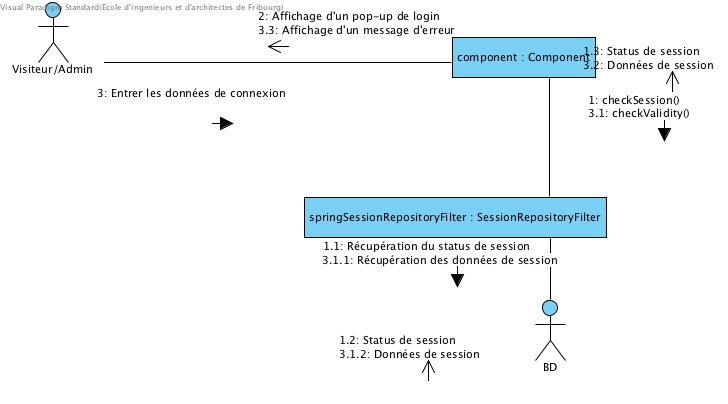 Visual Paradigm Standard(Ecole d'ingenieurs et d'architectes de Fribourg)
2: Affichage d'un pop-up de login
3.3: Affichage d'un message d'erreur
component : Component
1.3: Status de session
3.2: Données de session
Visiteur/Admin
3: Entrer les données de connexion
1: checkSession()
3.1: checkValidity()
springSessionRepositoryFilter : SessionRepositoryFilter
1.1: Récupération du status de session
3.1.1: Récupération des données de session
1.2: Status de session
3.1.2: Données de session
BD